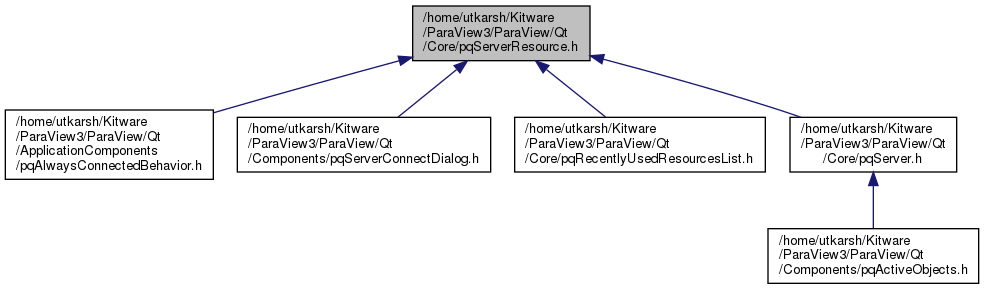 /home/utkarsh/Kitware
/ParaView3/ParaView/Qt
/Core/pqServerResource.h
/home/utkarsh/Kitware
/ParaView3/ParaView/Qt
/ApplicationComponents
/pqAlwaysConnectedBehavior.h
/home/utkarsh/Kitware
/ParaView3/ParaView/Qt
/Components/pqServerConnectDialog.h
/home/utkarsh/Kitware
/ParaView3/ParaView/Qt
/Core/pqRecentlyUsedResourcesList.h
/home/utkarsh/Kitware
/ParaView3/ParaView/Qt
/Core/pqServer.h
/home/utkarsh/Kitware
/ParaView3/ParaView/Qt
/Components/pqActiveObjects.h